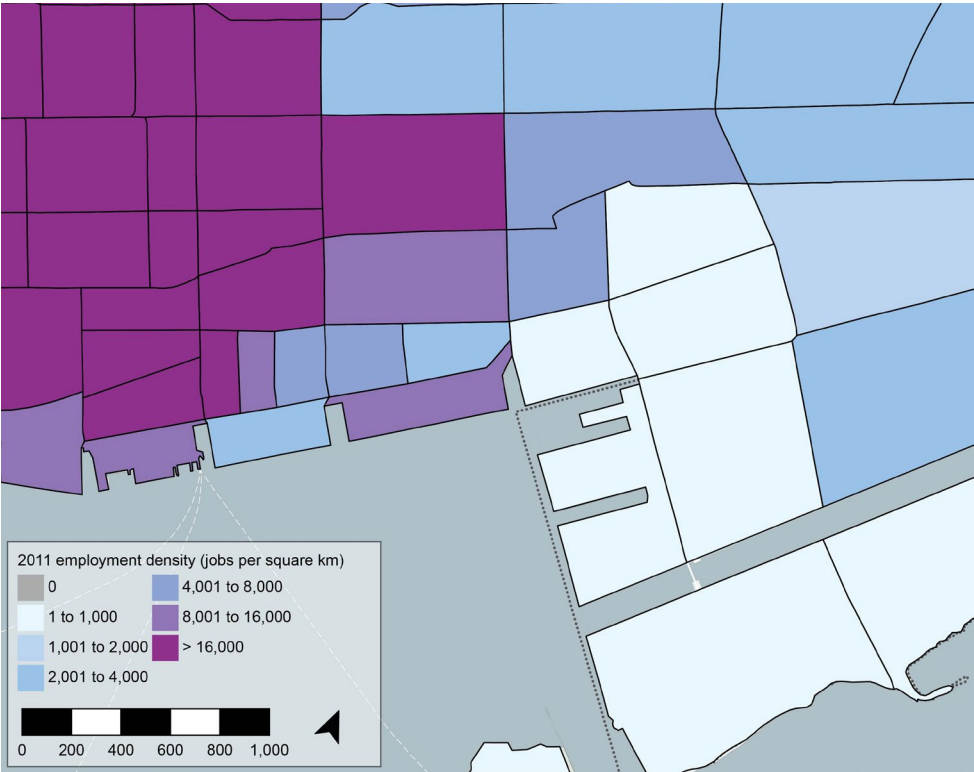 2011 employment density (jobs per square km)
0
4,001 to 8,000
1 to 1,000
8,001 to 16,000
1,001 to 2,000
> 16,000
2,001 to 4,000
0 200 400 600 800 1,000